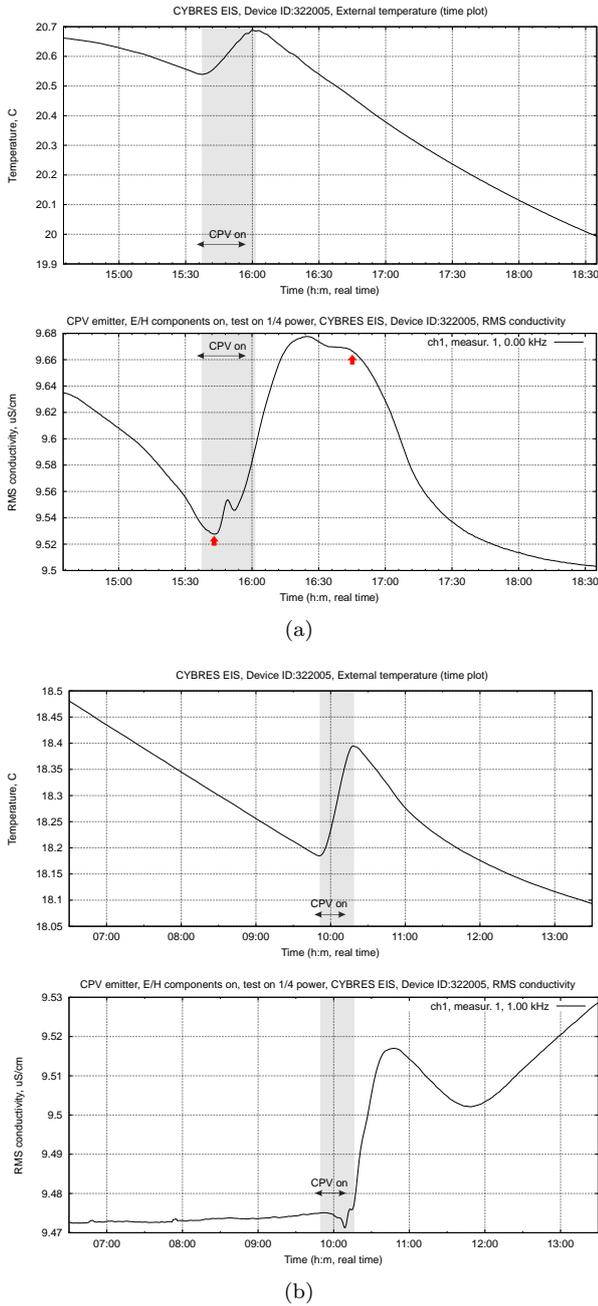 CYBRES EIS, Device ID:322005, External temperature (time plot)
20.7
20.6
20.5
20.4
20.3
20.2
20.1
20
19.9
Temperature, C
CPV on
15:00 15:30 16:00 16:30 17:00 17:30 18:00 18:30
Time (h:m, real time)
CPV emitter, E/H components on, test on 1/4 power, CYBRES EIS, Device ID:322005, RMS conductivity
9.68
9.66
9.64
9.62
9.6
9.58
9.56
9.54
9.52
9.5
RMS conductivity, uS/cm
CPV on
ch1, measur. 1, 0.00 kHz
15:00 15:30 16:00 16:30 17:00 17:30 18:00 18:30
Time (h:m, real time)
(a)
CYBRES EIS, Device ID:322005, External temperature (time plot)
18.5
18.45
18.4
18.35
18.3
18.25
18.2
18.15
18.1
18.05
Temperature, C
CPV on
07:00 08:00 09:00 10:00 11:00 12:00 13:00
Time (h:m, real time)
CPV emitter, E/H components on, test on 1/4 power, CYBRES EIS, Device ID:322005, RMS conductivity
9.53
9.52
9.51
9.5
9.49
9.48
9.47
RMS conductivity, uS/cm
ch1, measur. 1, 1.00 kHz
CPV on
07:00 08:00 09:00 10:00 11:00 12:00 13:00
Time (h:m, real time)
(b)